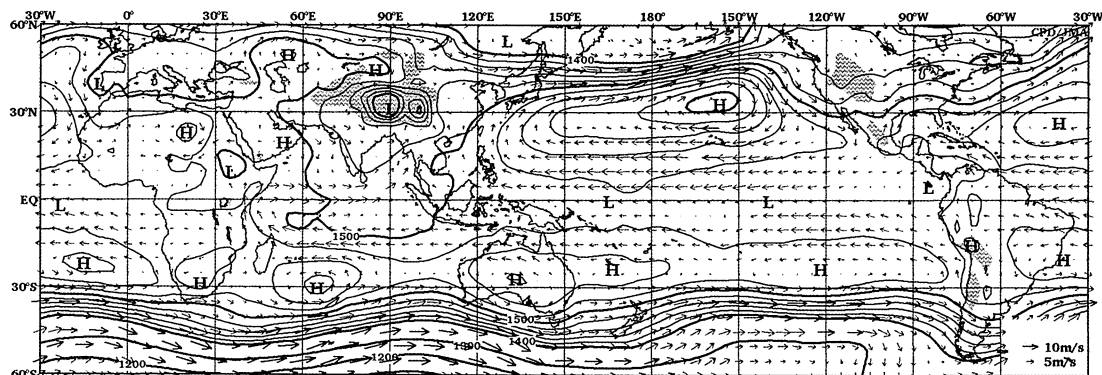 30°W 0° 30°E 60°E 90°E 120°E 150°E 180° 150°W 120°W 90°W 60°W 30°W
60°N
CPD/JMA
H L
1400
L H
30°N
L H
H H
H
L
EQ L L L L
1500
H
H H H H
H H H
30°S
1500
1400
1300
1200 1200
10m/s
60°S 5m/s